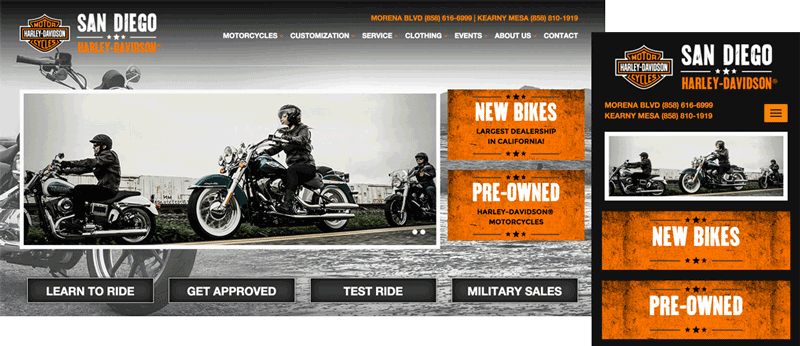 MOTOR
HARLEY-DAVIDSON
CYCLES
SAN DIEGO
HARLEY-DAVIDSON®
MORENA BLVD (858) 616-6999 | KEARNY MESA (858) 810-1919
MOTORCYCLES CUSTOMIZATION SERVICE CLOTHING EVENTS ABOUT US CONTACT
NEW BIKES
LARGEST DEALERSHIP
IN CALIFORNIA!
PRE-OWNED
HARLEY-DAVIDSON®
MOTORCYCLES
LEARN TO RIDE
GET APPROVED
TEST RIDE
MILITARY SALES
MOTOR
HARLEY-DAVIDSON
CYCLES
SAN DIEGO
HARLEY-DAVIDSON®
MORENA BLVD (858) 616-6999
KEARNY MESA (858) 810-1919
NEW BIKES
PRE-OWNED